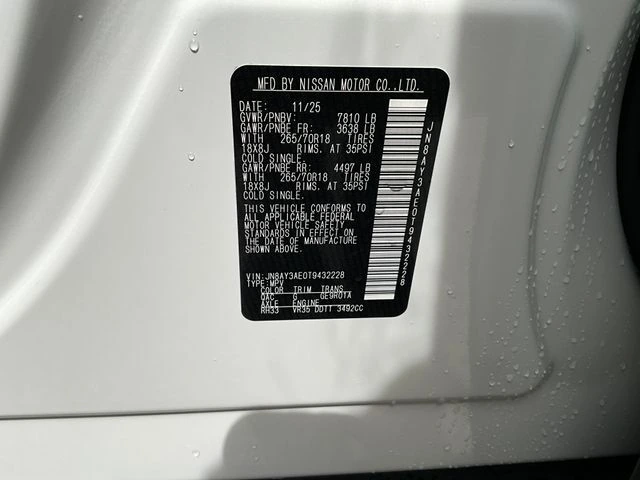 MFD BY NISSAN MOTOR CO.,LTD.
DATE: 11/25
GVWR/PNBV: 7810 LB
GAWR/PNBE FR: 3638 LB
WITH 265/70R18 TIRES
18X8J RIMS. AT 35PSI
COLD SINGLE.
GAWR/PNBE RR: 4497 LB
WITH 265/70R18 TIRES
18X8J RIMS. AT 35PSI
COLD SINGLE.
THIS VEHICLE CONFORMS TO
ALL APPLICABLE FEDERAL
MOTOR VEHICLE SAFETY
STANDARDS IN EFFECT
ON THE DATE OF MANUFACTURE
SHOWN ABOVE.
VIN: JN8AY3AE0T9432228
TYPE: MPV
COLOR TRIM TRANS
QAC G GE9R01A
AXLE ENGINE
RH33 VR35 DDTT 3492CC
JN8AY3AE0T9432228